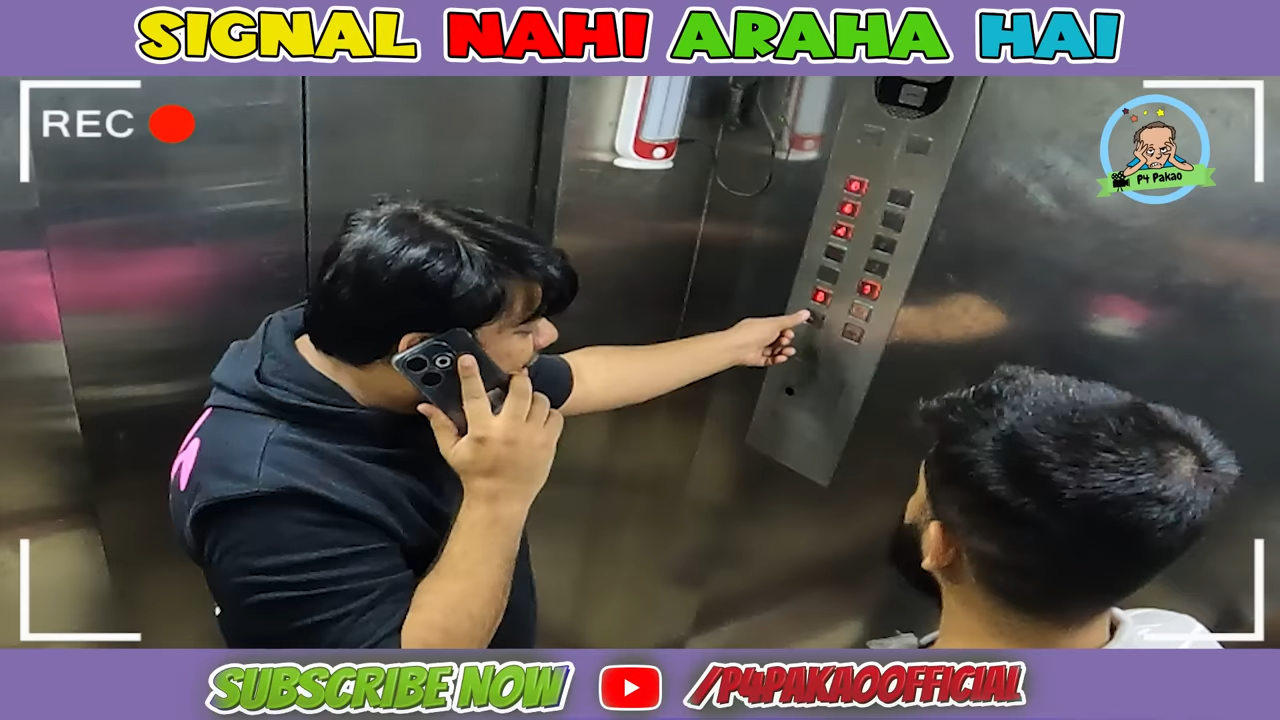 SIGNAL NAHI ARAHA HAI
REC
P4 Pakao
SUBSCRIBE NOW /P4PAKAOOFFICIAL